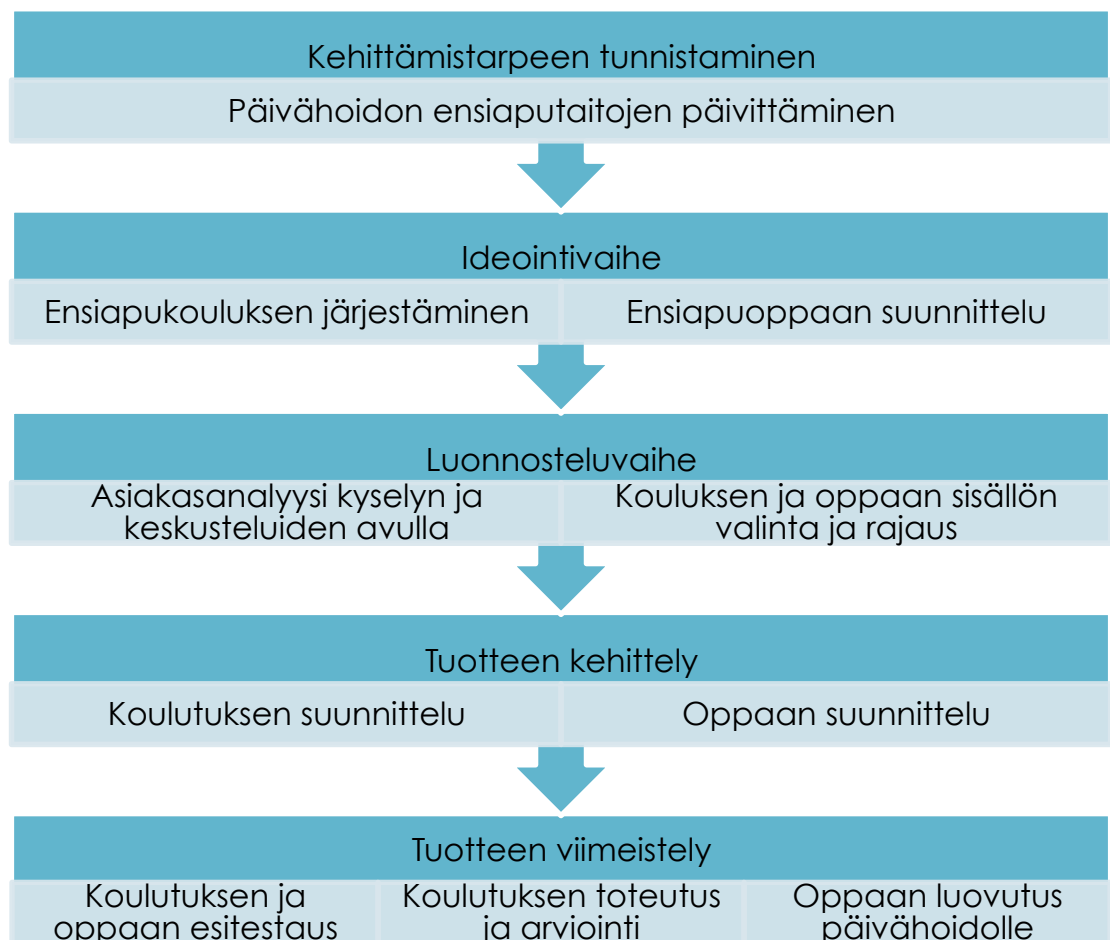 Kehittämistarpeen tunnistaminen
Päivähoidon ensiaputaitojen päivittäminen
Ideointivaihe
Ensiapukouluksen järjestäminen
Ensiapuoppaan suunnittelu
Luonnosteluvaihe
Asiakasanalyysi kyselyn ja
keskusteluiden avulla
Kouluksen ja oppaan sisällön
valinta ja rajaus
Tuotteen kehittely
Koulutuksen suunnittelu
Oppaan suunnittelu
Tuotteen viimeistely
Koulutuksen ja
oppaan esitestaus
Koulutuksen toteutus
ja arviointi
Oppaan luovutus
päivähoidolle